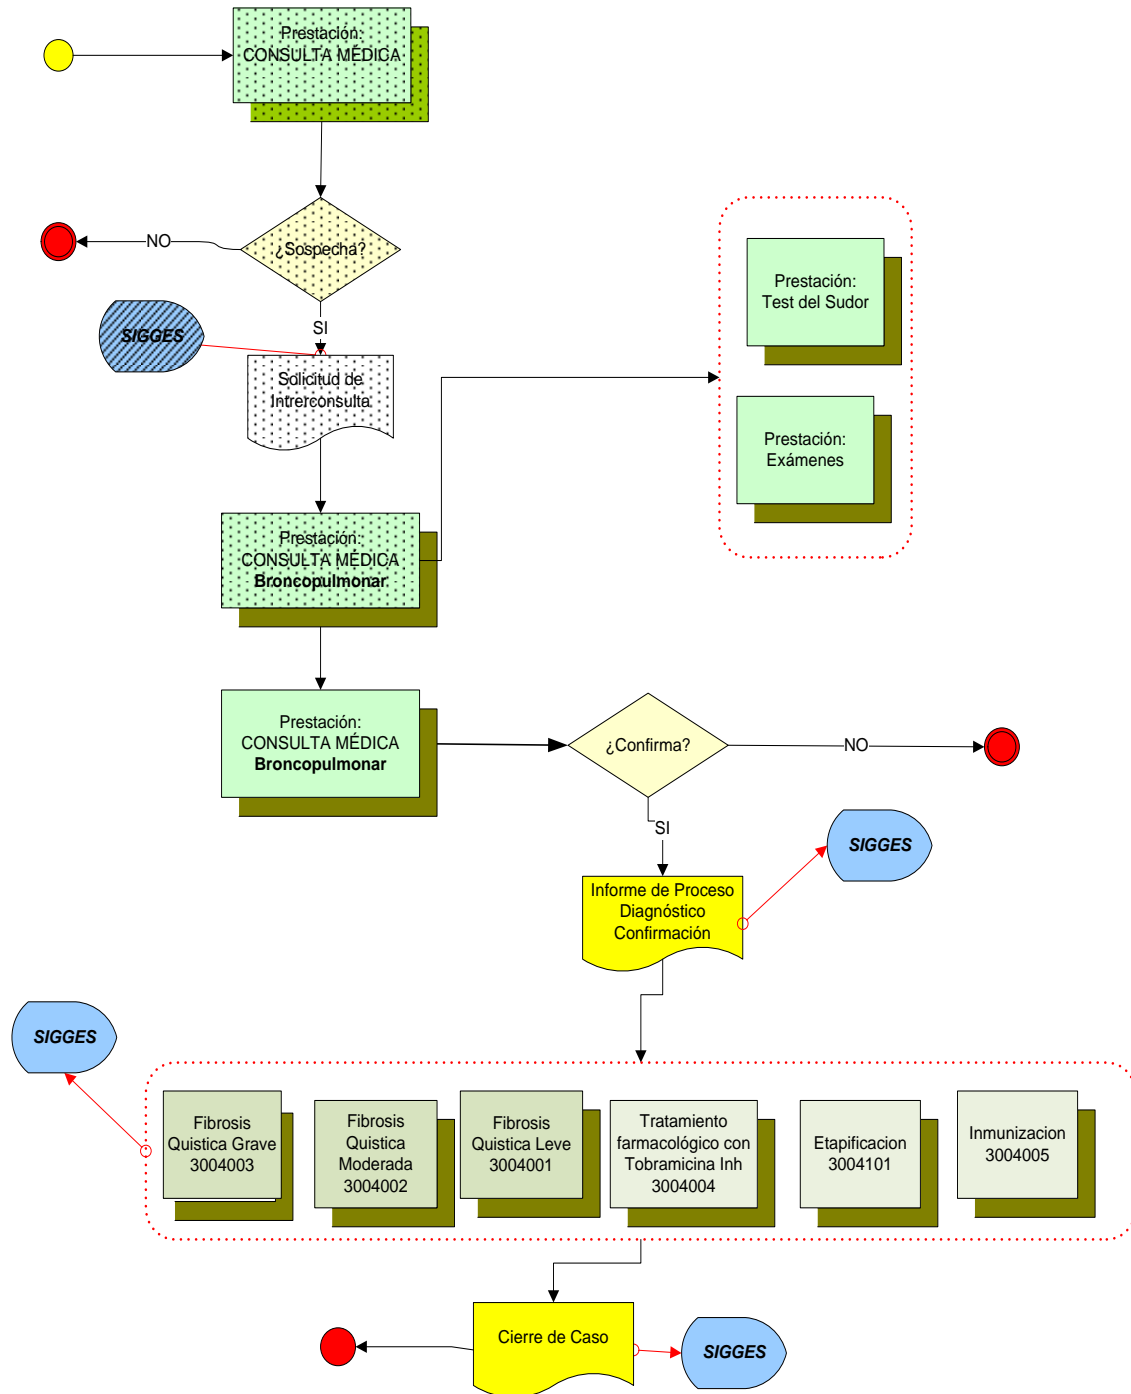 Prestación:
CONSULTA MÉDICA
¿Sospecha?
NO
SI
SIGGES
Solicitud de
Intrerconsulta
Prestación:
Test del Sudor
Prestación:
Exámenes
Prestación:
CONSULTA MÉDICA
Broncopulmonar
Prestación:
CONSULTA MÉDICA
Broncopulmonar
¿Confirma?
NO
SI
SIGGES
Informe de Proceso
Diagnóstico
Confirmación
SIGGES
Fibrosis
Quistica Grave
3004003
Fibrosis
Quistica
Moderada
3004002
Fibrosis
Quistica Leve
3004001
Tratamiento
farmacológico con
Tobramicina Inh
3004004
Etapificacion
3004101
Inmunizacion
3004005
Cierre de Caso
SIGGES